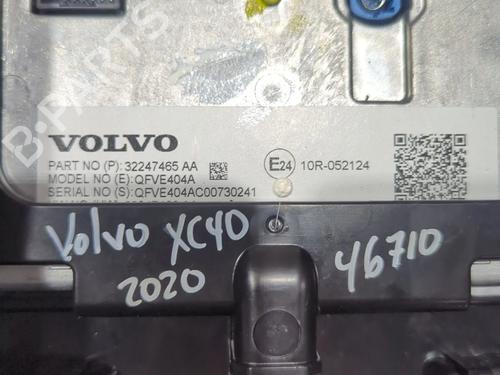 VOLVO
PART NO (P): 32247465 AA
MODEL NO (E): QFVE404A
SERIAL NO (S): QFVE404AC00730241
E24 10R-052124
Volvo XC40
2020
46710
B-PARTS